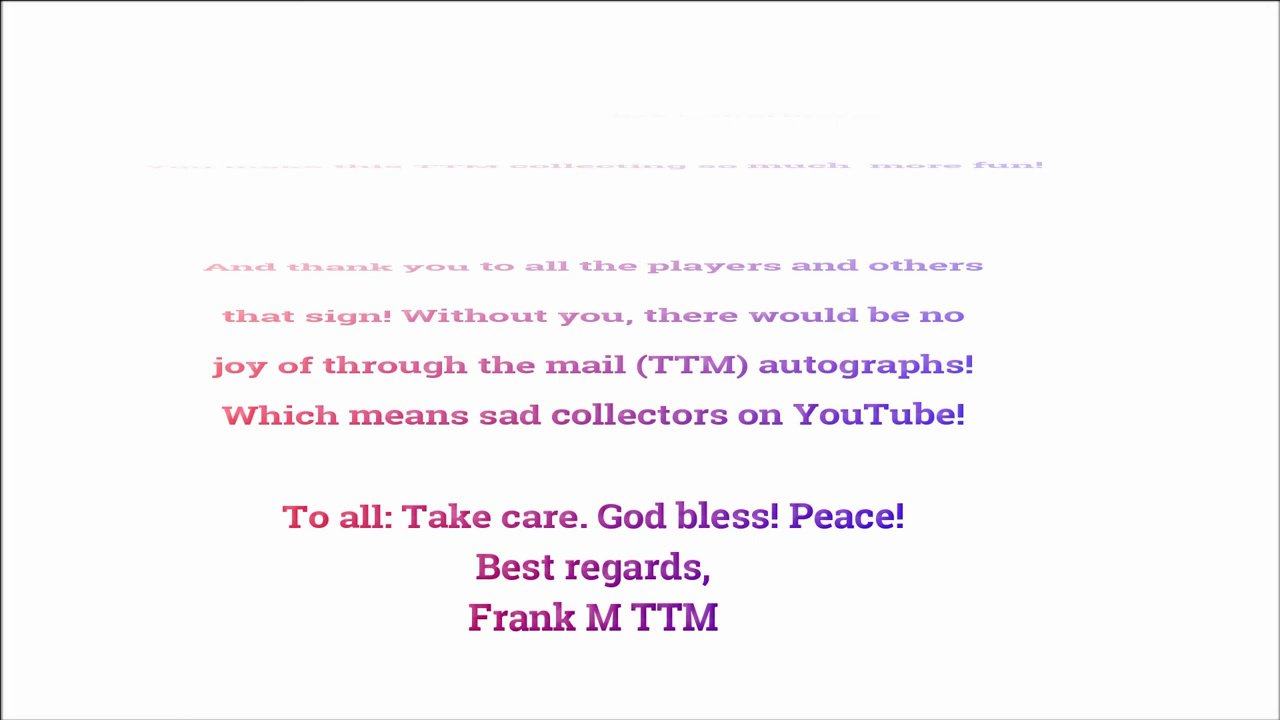 You make this TTM collecting so much more fun!
And thank you to all the players and others
that sign! Without you, there would be no
joy of through the mail (TTM) autographs!
Which means sad collectors on YouTube!
To all: Take care. God bless! Peace!
Best regards,
Frank M TTM